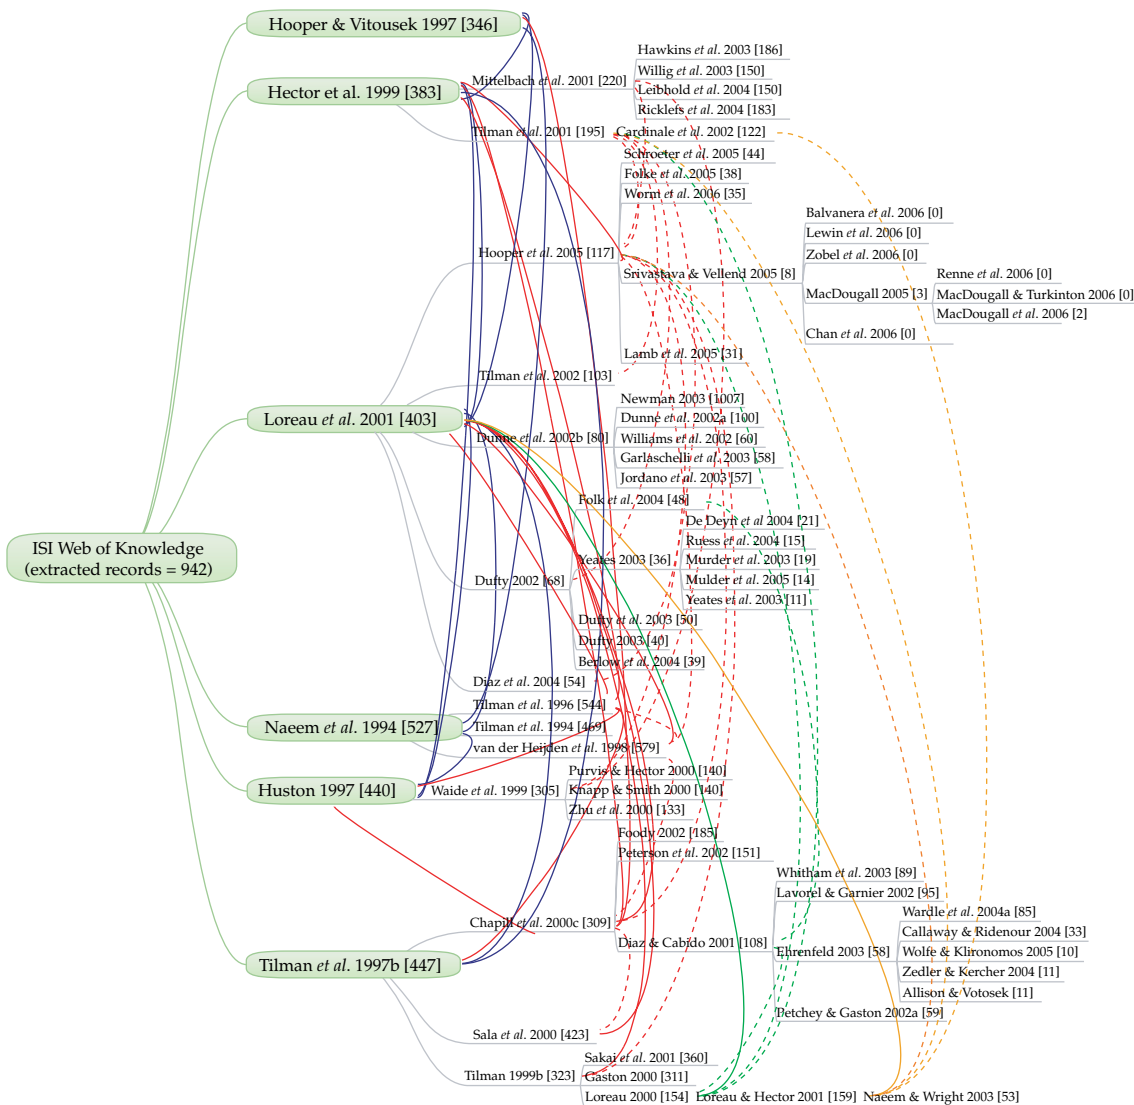 Hooper & Vitousek 1997 [346]
Hawkins et al. 2003 [186]
Willig et al. 2003 [150]
Mittelbach et al. 2001 [220]
Leibhold et al. 2004 [150]
Hector et al. 1999 [383]
Ricklefs et al. 2004 [183]
Tilman et al. 2001 [195]
Cardinale et al. 2002 [122]
Schroeter et al. 2005 [44]
Folke et al. 2005 [38]
Worm et al. 2006 [35]
Balvanera et al. 2006 [0]
Lewin et al. 2006 [0]
Hooper et al. 2005 [117]
Zobel et al. 2006 [0]
Srivastava & Vellend 2005 [8]
Renne et al. 2006 [0]
MacDougall 2005 [3]
MacDougall & Turkinton 2006 [0]
MacDougall et al. 2006 [2]
Chan et al. 2006 [0]
Lamb et al. 2005 [31]
Tilman et al. 2002 [103]
Newman 2003 [1007]
Loreau et al. 2001 [403]
Dunne et al. 2002a [100]
Dunne et al. 2002b [80]
Williams et al. 2002 [60]
Garlaschelli et al. 2003 [58]
Jordano et al. 2003 [57]
Folk et al. 2004 [48]
De Deyn et al 2004 [21]
Ruess et al. 2004 [15]
ISI Web of Knowledge
(extracted records = 942)
Yeates 2003 [36]
Murder et al. 2003 [19]
Dufty 2002 [68]
Mulder et al. 2005 [14]
Yeates et al. 2003 [11]
Dufty et al. 2003 [50]
Dufty 2003 [40]
Berlow et al. 2004 [39]
Diaz et al. 2004 [54]
Tilman et al. 1996 [544]
Naeem et al. 1994 [527]
Tilman et al. 1994 [469]
van der Heijden et al. 1998 [579]
Purvis & Hector 2000 [140]
Huston 1997 [440]
Waide et al. 1999 [305]
Knapp & Smith 2000 [140]
Zhu et al. 2000 [133]
Foody 2002 [185]
Peterson et al. 2002 [151]
Whitham et al. 2003 [89]
Lavorel & Garnier 2002 [95]
Wardle et al. 2004a [85]
Chapill et al. 2000c [309]
Callaway & Ridenour 2004 [33]
Diaz & Cabido 2001 [108]
Ehrenfeld 2003 [58]
Wolfe & Klironomos 2005 [10]
Tilman et al. 1997b [447]
Zedler & Kercher 2004 [11]
Allison & Votosek [11]
Petchey & Gaston 2002a [59]
Sala et al. 2000 [423]
Sakai et al. 2001 [360]
Tilman 1999b [323]
Gaston 2000 [311]
Loreau 2000 [154]
Loreau & Hector 2001 [159]
Naeem & Wright 2003 [53]